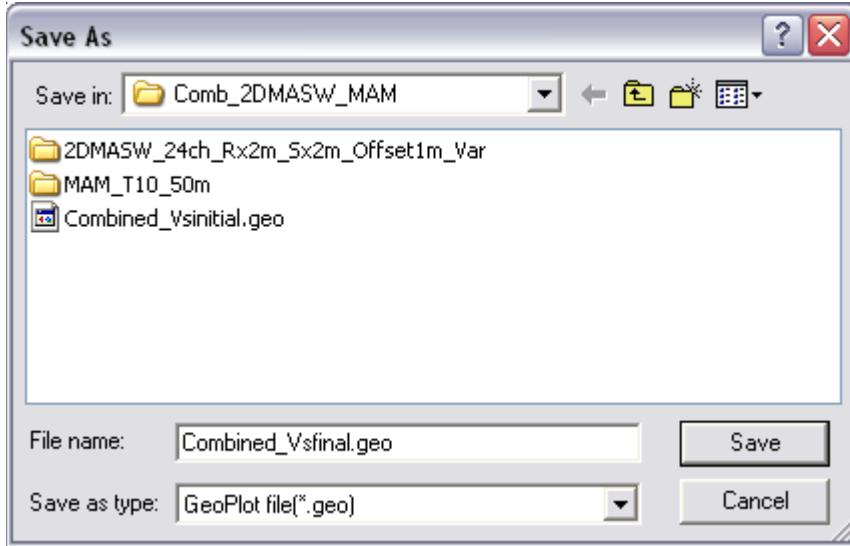 Save As
Save in: Comb_2DMASW_MAM
2DMASW_24ch_Rx2m_Sx2m_Offset1m_Var
MAM_T10_50m
Combined_Vsinitial.geo
File name: Combined_Vsfinal.geo Save
Save as type: GeoPlot file(*.geo) Cancel